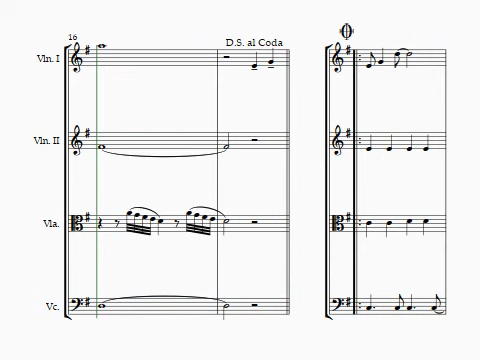 16
D.S. al Coda
Vln. I
Vln. II
Vla.
Vc.